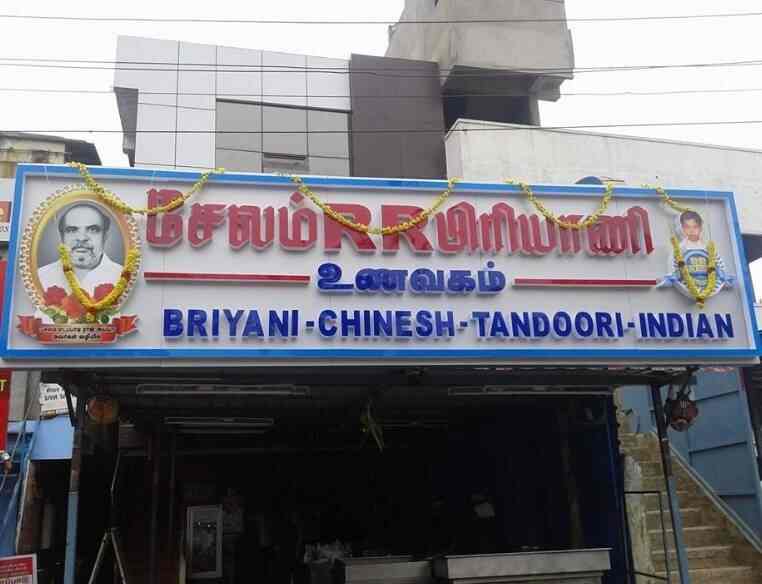 சேலம் RR பிரியாணி
உணவகம்
BRIYANI - CHINESH - TANDOORI - INDIAN